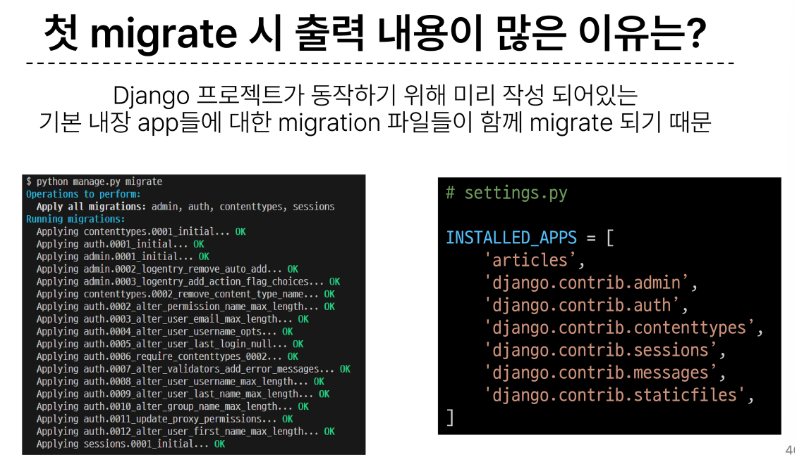 첫 migrate 시 출력 내용이 많은 이유는?
Django 프로젝트가 동작하기 위해 미리 작성 되어있는
기본 내장 app들에 대한 migration 파일들이 함께 migrate 되기 때문
$ python manage.py migrate
Operations to perform:
  Apply all migrations: admin, auth, contenttypes, sessions
Running migrations:
  Applying contenttypes.0001_initial... OK
  Applying auth.0001_initial... OK
  Applying admin.0001_initial... OK
  Applying admin.0002_logentry_remove_auto_add... OK
  Applying admin.0003_logentry_add_action_flag_choices... OK
  Applying contenttypes.0002_remove_content_type_name... OK
  Applying auth.0002_alter_permission_name_max_length... OK
  Applying auth.0003_alter_user_email_max_length... OK
  Applying auth.0004_alter_user_username_opts... OK
  Applying auth.0005_alter_user_last_login_null... OK
  Applying auth.0006_require_contenttypes_0002... OK
  Applying auth.0007_alter_validators_add_error_messages... OK
  Applying auth.0008_alter_user_username_max_length... OK
  Applying auth.0009_alter_user_last_name_max_length... OK
  Applying auth.0010_alter_group_name_max_length... OK
  Applying auth.0011_update_proxy_permissions... OK
  Applying auth.0012_alter_user_first_name_max_length... OK
  Applying sessions.0001_initial... OK
# settings.py
INSTALLED_APPS = [
    'articles',
    'django.contrib.admin',
    'django.contrib.auth',
    'django.contrib.contenttypes',
    'django.contrib.sessions',
    'django.contrib.messages',
    'django.contrib.staticfiles',
]